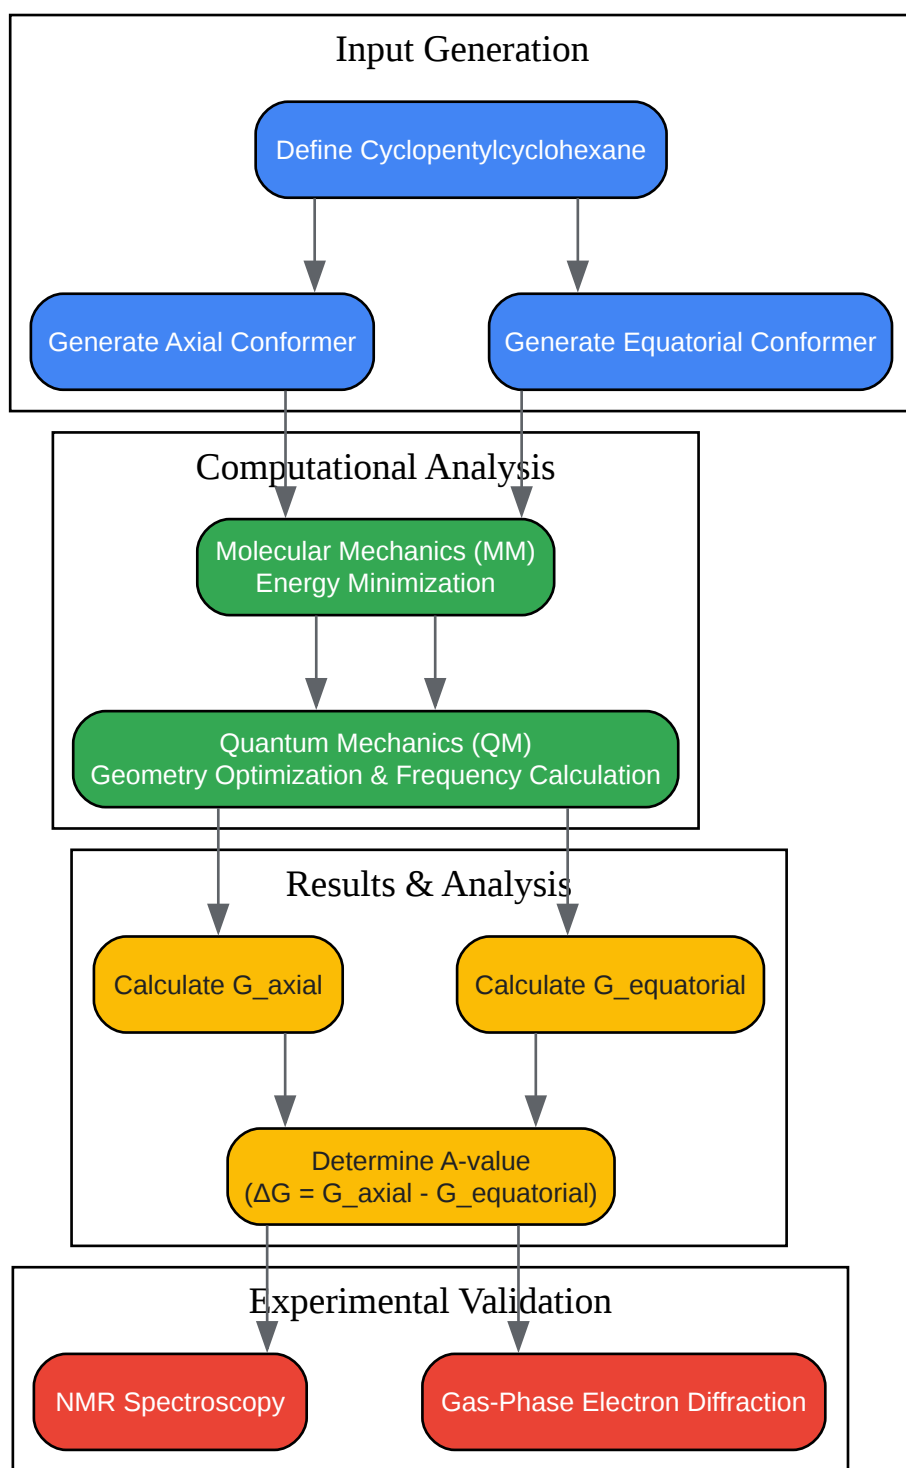 Input Generation
Define Cyclopentylcyclohexane
Generate Axial Conformer
Generate Equatorial Conformer
Computational Analysis
Molecular Mechanics (MM)
Energy Minimization
Quantum Mechanics (QM)
Geometry Optimization & Frequency Calculation
Results & Analysis
Calculate G_axial
Calculate G_equatorial
Determine A-value
(ΔG = G_axial - G_equatorial)
Experimental Validation
NMR Spectroscopy
Gas-Phase Electron Diffraction